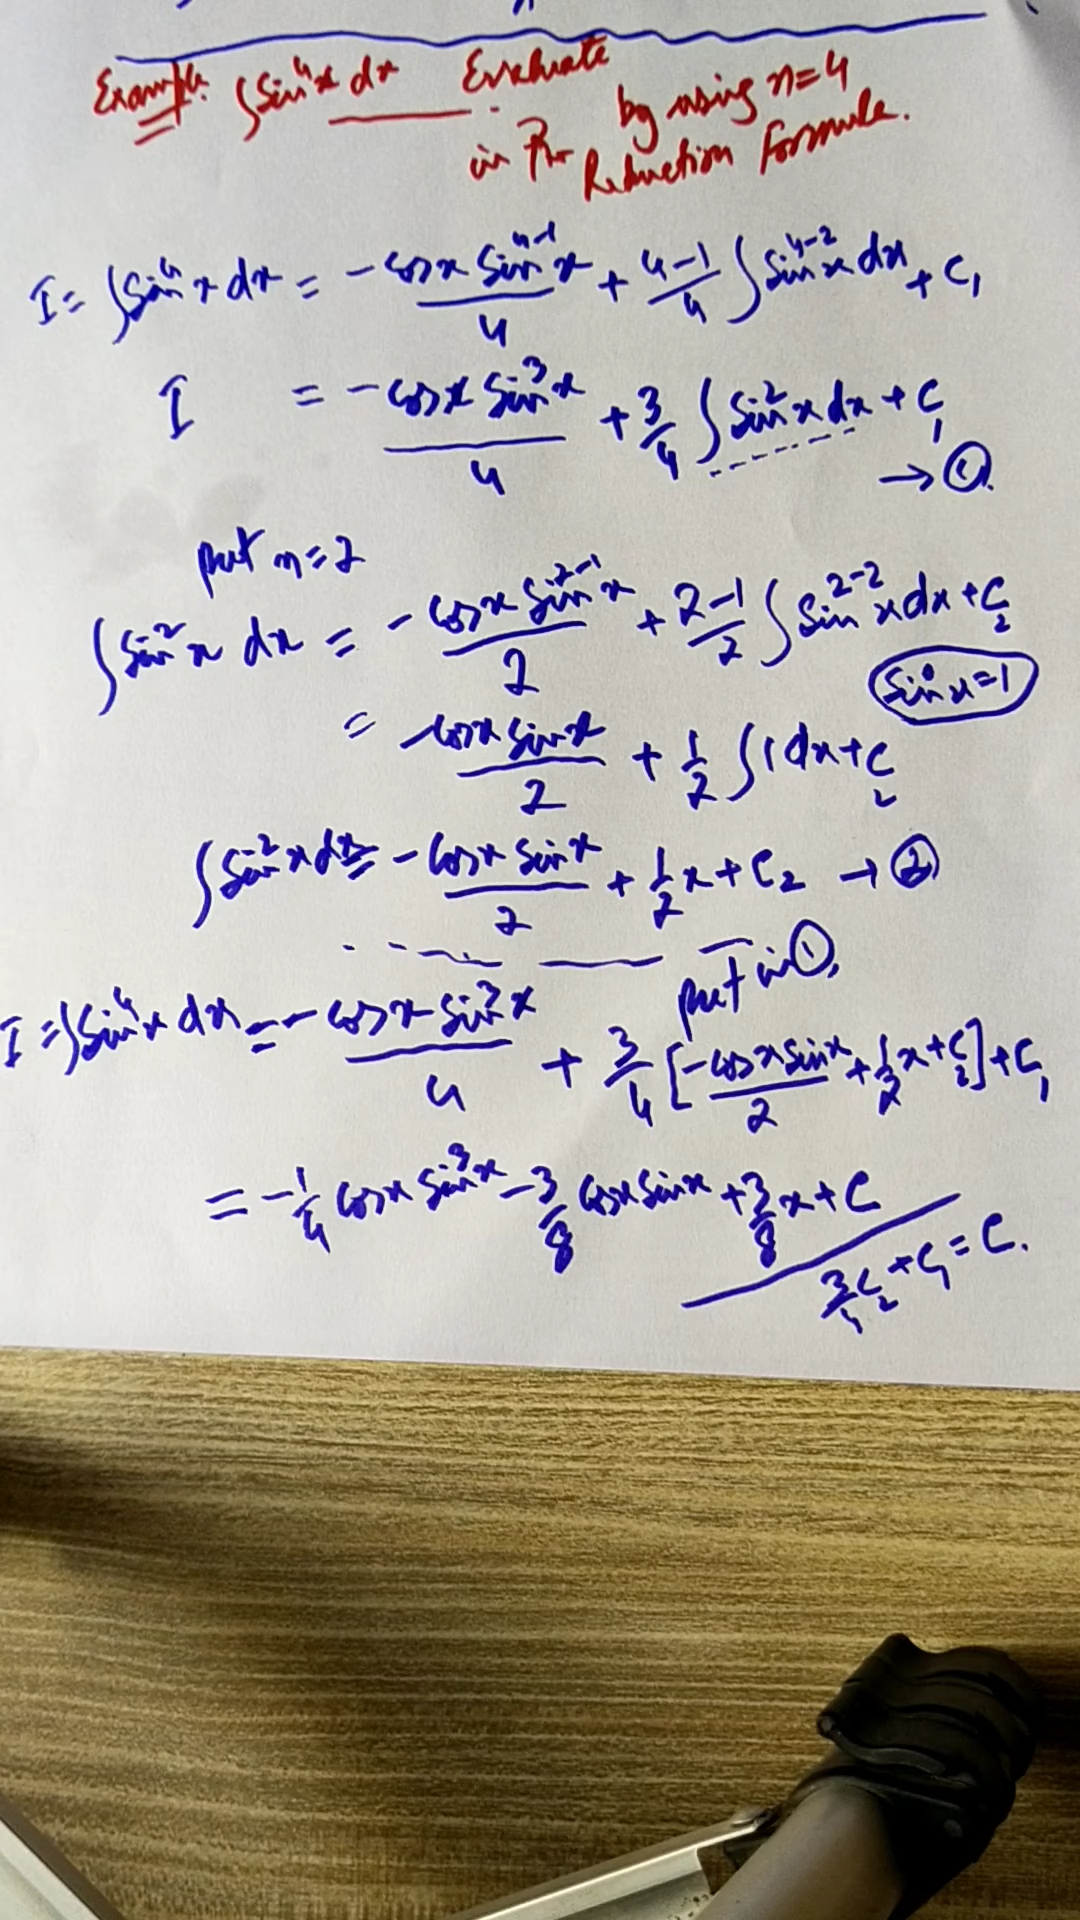 Example: ∫sin⁴x dx Evaluate by using n=4
in the Reduction Formula.
I = ∫sin⁴x dx = -cosx sin⁴⁻¹x/4 + 4-1/4 ∫sin⁴⁻²x dx + C₁
I = -cosx sin³x/4 + 3/4 ∫sin²x dx + C₁
→ ①
put n=2
∫sin²x dx = -cosx sin²⁻¹x/2 + 2-1/2 ∫sin²⁻²x dx + C₂
sin⁰x=1
= -cosx sinx/2 + 1/2 ∫1 dx + C₂
∫sin²x dx = -cosx sinx/2 + 1/2 x + C₂ → ②
put in ①,
I = ∫sin⁴x dx = -cosx sin³x/4 + 3/4 [-cosx sinx/2 + 1/2 x + C₂] + C₁
= -1/4 cosx sin³x - 3/8 cosx sinx + 3/8 x + C
3/4 C₂ + C₁ = C.